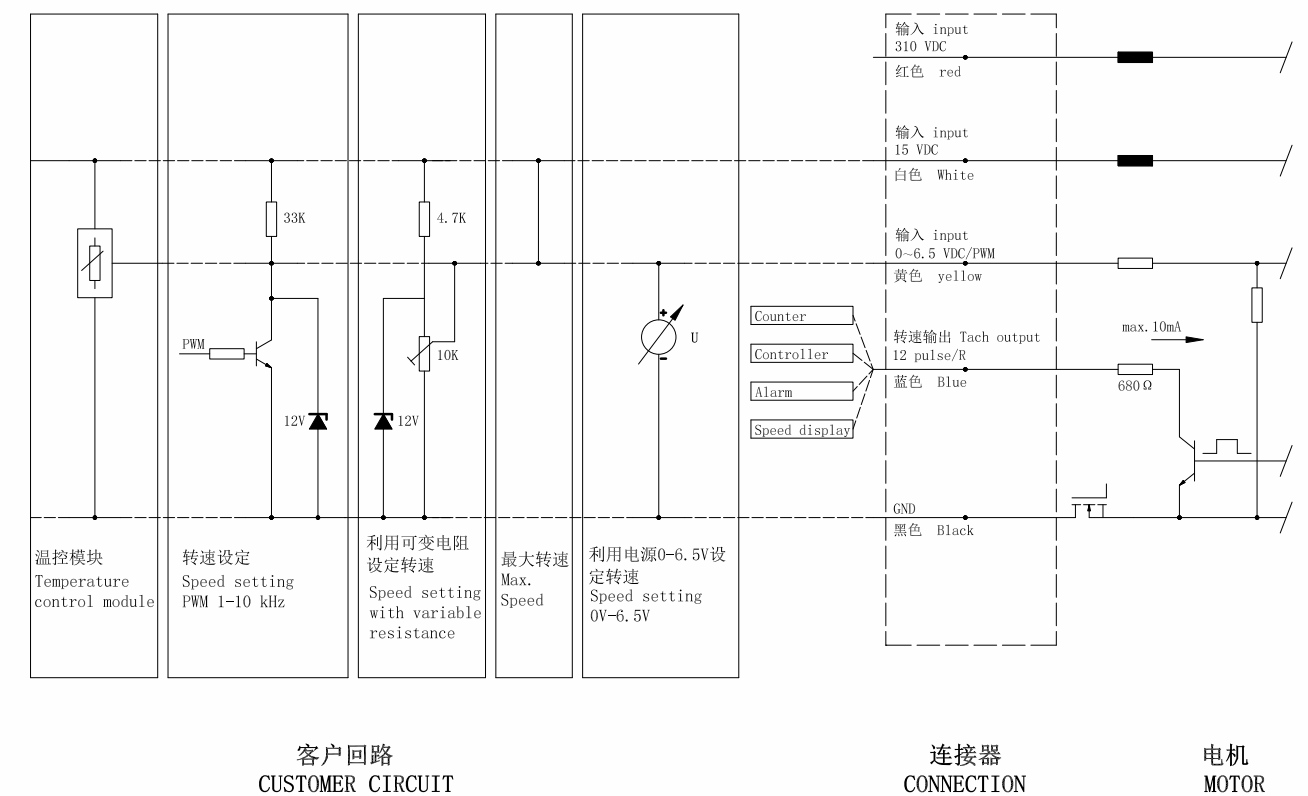 33K
PWM
12V
4.7K
10K
12V
U
温控模块
Temperature
control module
转速设定
Speed setting
PWM 1-10 kHz
利用可变电阻
设定转速
Speed setting
with variable
resistance
最大转速
Max.
Speed
利用电源0-6.5V设
定转速
Speed setting
0V-6.5V
Counter
Controller
Alarm
Speed display
输入 input
310 VDC
红色 red
输入 input
15 VDC
白色 White
输入 input
0~6.5 VDC/PWM
黄色 yellow
转速输出 Tach output
12 pulse/R
蓝色 Blue
GND
黑色 Black
max. 10mA
680Ω
客户回路
CUSTOMER CIRCUIT
连接器
CONNECTION
电机
MOTOR